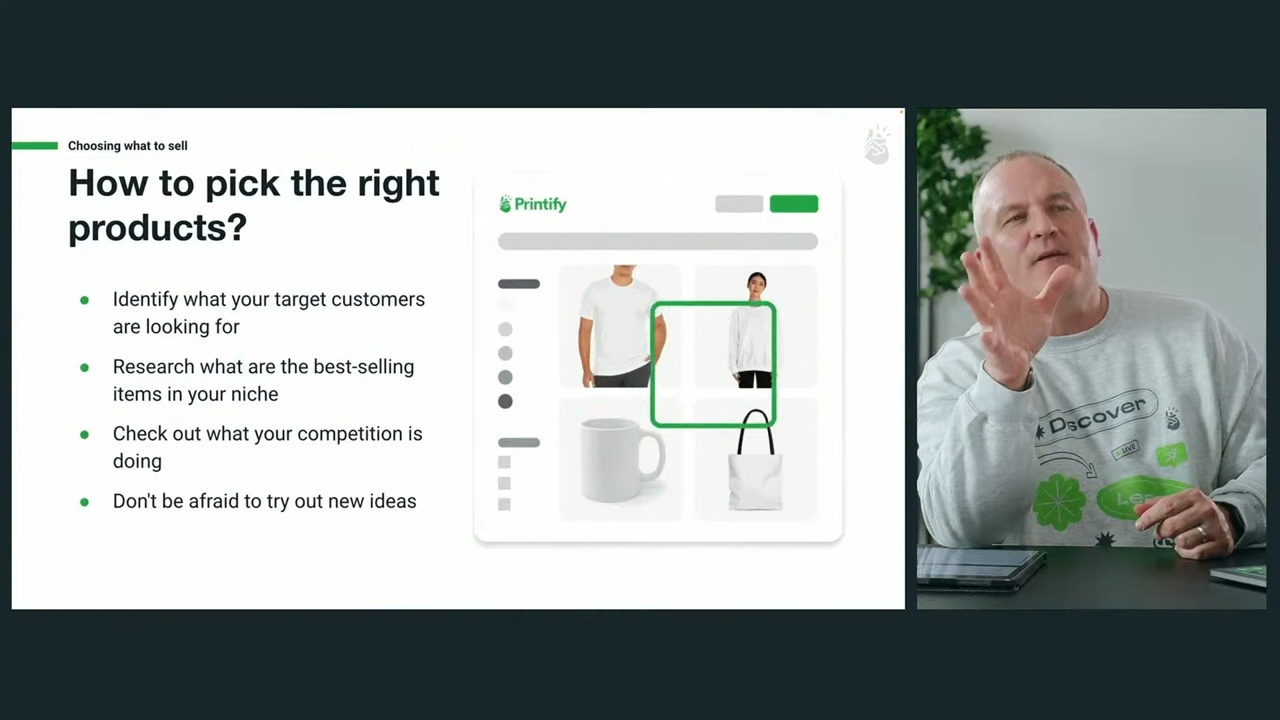 Choosing what to sell
How to pick the right
products?
Identify what your target customers
are looking for
Research what are the best-selling
items in your niche
Check out what your competition is
doing
Don't be afraid to try out new ideas
Printify
Discover
LIVE